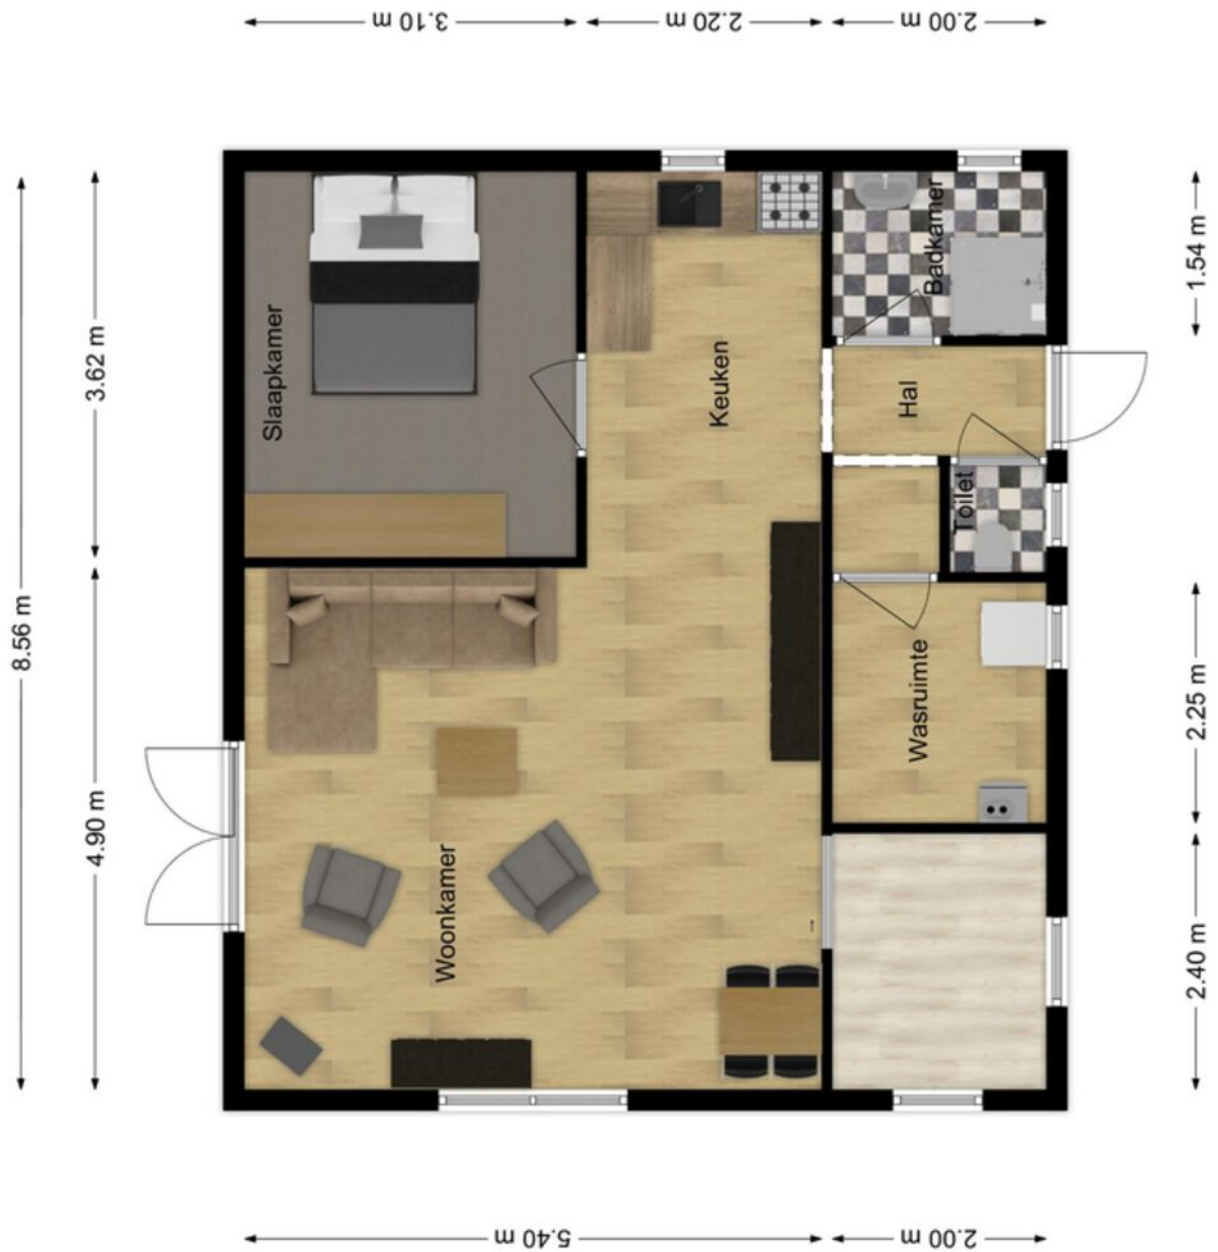 3.10 m
2.20 m
2.00 m
8.56 m
3.62 m
4.90 m
1.54 m
2.25 m
2.40 m
Slaapkamer
Keuken
Badkamer
Hal
Toilet
Wasruimte
Woonkamer
5.40 m
2.00 m